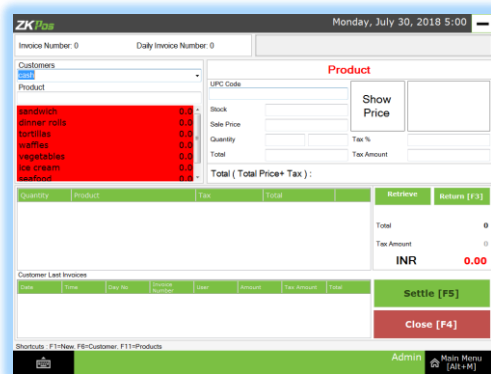 ZKPos
Monday, July 30, 2018 5:00
Invoice Number: 0
Daily Invoice Number: 0
Customers
cash
Product
sandwich 0.0
dinner rolls 0.0
tortilles 0.0
waffles 0.0
vegetables 0.0
ice cream 0.0
seafood 0.0
Product
UPC Code
Stock
Sale Price
Quantity
Total
Show Price
Tax %
Tax Amount
Total ( Total Price+ Tax ) :
Quantity Product Tax Total
Retrieve
Return [F3]
Total 0
Tax Amount 0
INR 0.00
Customer Last Invoices
Date Time Day No Invoice Number User Amount Tax Amount Total
Settle [F5]
Close [F4]
Shortcuts : F1=New, F6=Customer, F11=Products
Admin
Main Menu
[Alt+M]